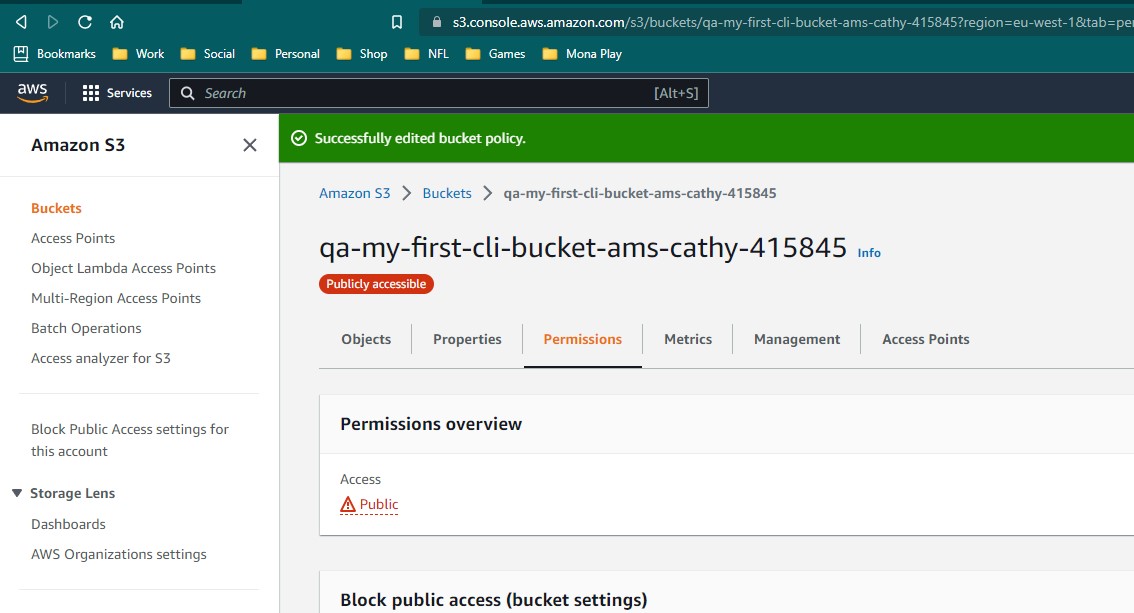 s3.console.aws.amazon.com/s3/buckets/qa-my-first-cli-bucket-ams-cathy-415845?region=eu-west-1&tab=per
Bookmarks Work Social Personal Shop NFL Games Mona Play
aws Services Search [Alt+S]
Amazon S3
Buckets
Access Points
Object Lambda Access Points
Multi-Region Access Points
Batch Operations
Access analyzer for S3
Block Public Access settings for
this account
Storage Lens
Dashboards
AWS Organizations settings
Successfully edited bucket policy.
Amazon S3 Buckets qa-my-first-cli-bucket-ams-cathy-415845
qa-my-first-cli-bucket-ams-cathy-415845 Info
Publicly accessible
Objects Properties Permissions Metrics Management Access Points
Permissions overview
Access
Public
Block public access (bucket settings)